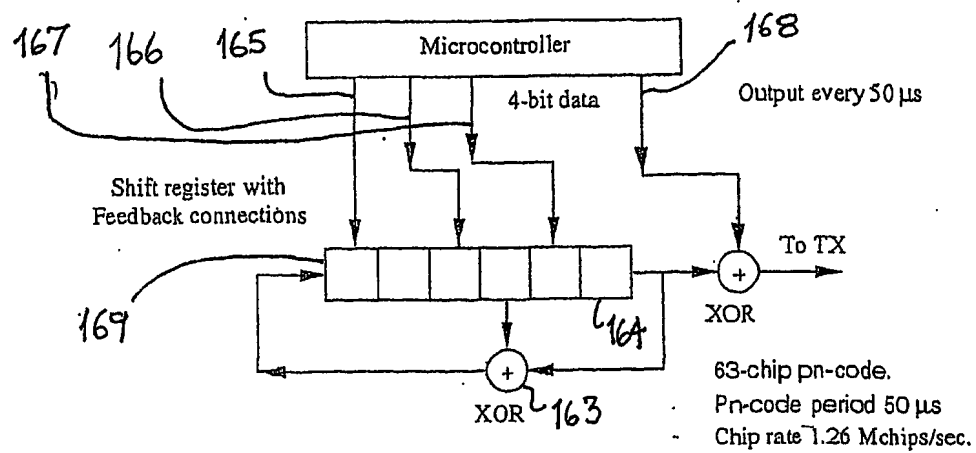 167
166
165
Microcontroller
168
4-bit data
Output every 50 µs
Shift register with
Feedback connections
To TX
+
XOR
169
164
+
XOR
163
63-chip pn-code.
Pn-code period 50 µs
Chip rate 1.26 Mchips/sec.